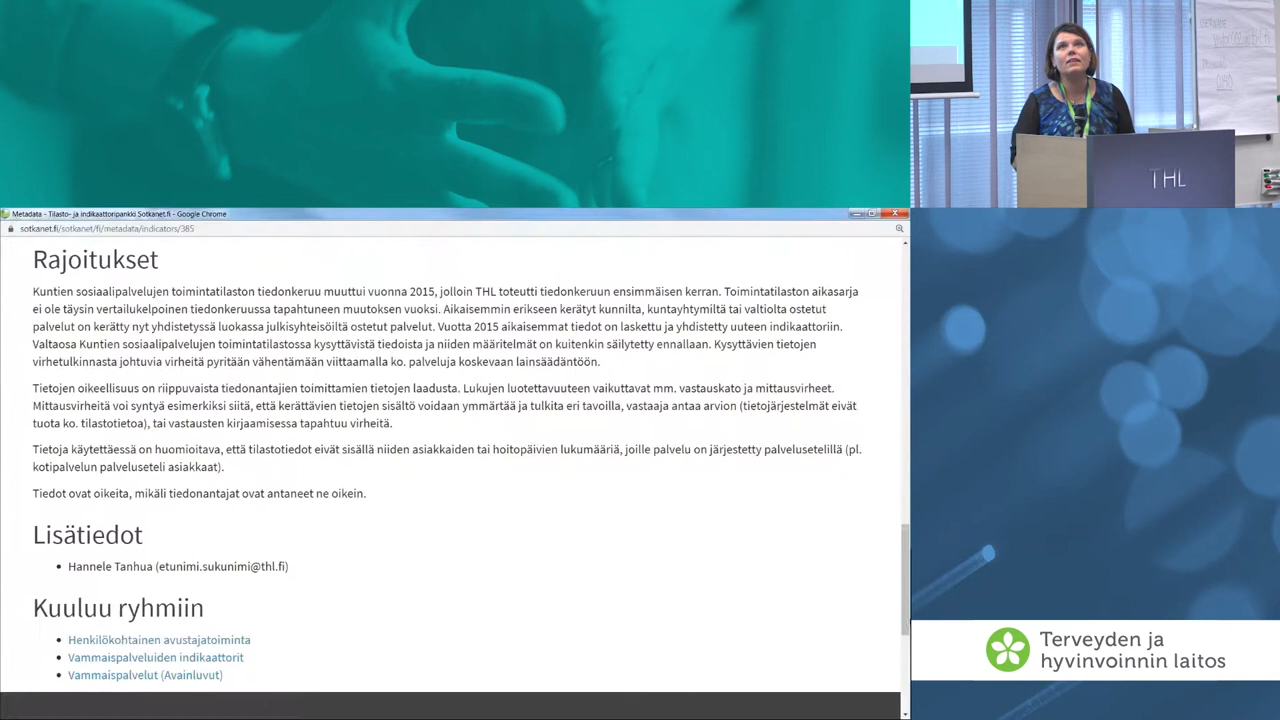 THL
Metadata - Tilasto- ja indikaattoripankki Sotkanet.fi - Google Chrome
sotkanet.fi/sotkanet/fi/metadata/indicators/385
Rajoitukset
Kuntien sosiaalipalvelujen toimintatilaston tiedonkeruu muuttui vuonna 2015, jolloin THL toteutti tiedonkeruun ensimmäisen kerran. Toimintatilaston aikasarja
ei ole täysin vertailukelpoinen tiedonkeruussa tapahtuneen muutoksen vuoksi. Aikaisemmin erikseen kerätyt kunnilta, kuntayhtymiltä tai valtiolta ostetut
palvelut on kerätty nyt yhdistetyssä luokassa julkisyhteisöiltä ostetut palvelut. Vuotta 2015 aikaisemmat tiedot on laskettu ja yhdistetty uuteen indikaattoriin.
Valtaosa Kuntien sosiaalipalvelujen toimintatilastossa kysyttävistä tiedoista ja niiden määritelmät on kuitenkin säilytetty ennallaan. Kysyttävien tietojen
virhetulkinnasta johtuvia virheitä pyritään vähentämään viittaamalla ko. palveluja koskevaan lainsäädäntöön.
Tietojen oikeellisuus on riippuvaista tiedonantajien toimittamien tietojen laadusta. Lukujen luotettavuuteen vaikuttavat mm. vastauskato ja mittausvirheet.
Mittausvirheitä voi syntyä esimerkiksi siitä, että kerättävien tietojen sisältö voidaan ymmärtää ja tulkita eri tavoilla, vastaaja antaa arvion (tietojärjestelmät eivät
tuota ko. tilastotietoa), tai vastausten kirjaamisessa tapahtuu virheitä.
Tietoja käytettäessä on huomioitava, että tilastotiedot eivät sisällä niiden asiakkaiden tai hoitopäivien lukumääriä, joille palvelu on järjestetty palvelusetelillä (pl.
kotipalvelun palveluseteli asiakkaat).
Tiedot ovat oikeita, mikäli tiedonantajat ovat antaneet ne oikein.
Lisätiedot
Hannele Tanhua (etunimi.sukunimi@thl.fi)
Kuuluu ryhmiin
Henkilökohtainen avustajatoiminta
Vammaispalveluiden indikaattorit
Vammaispalvelut (Avainluvut)
Terveyden ja
hyvinvoinnin laitos